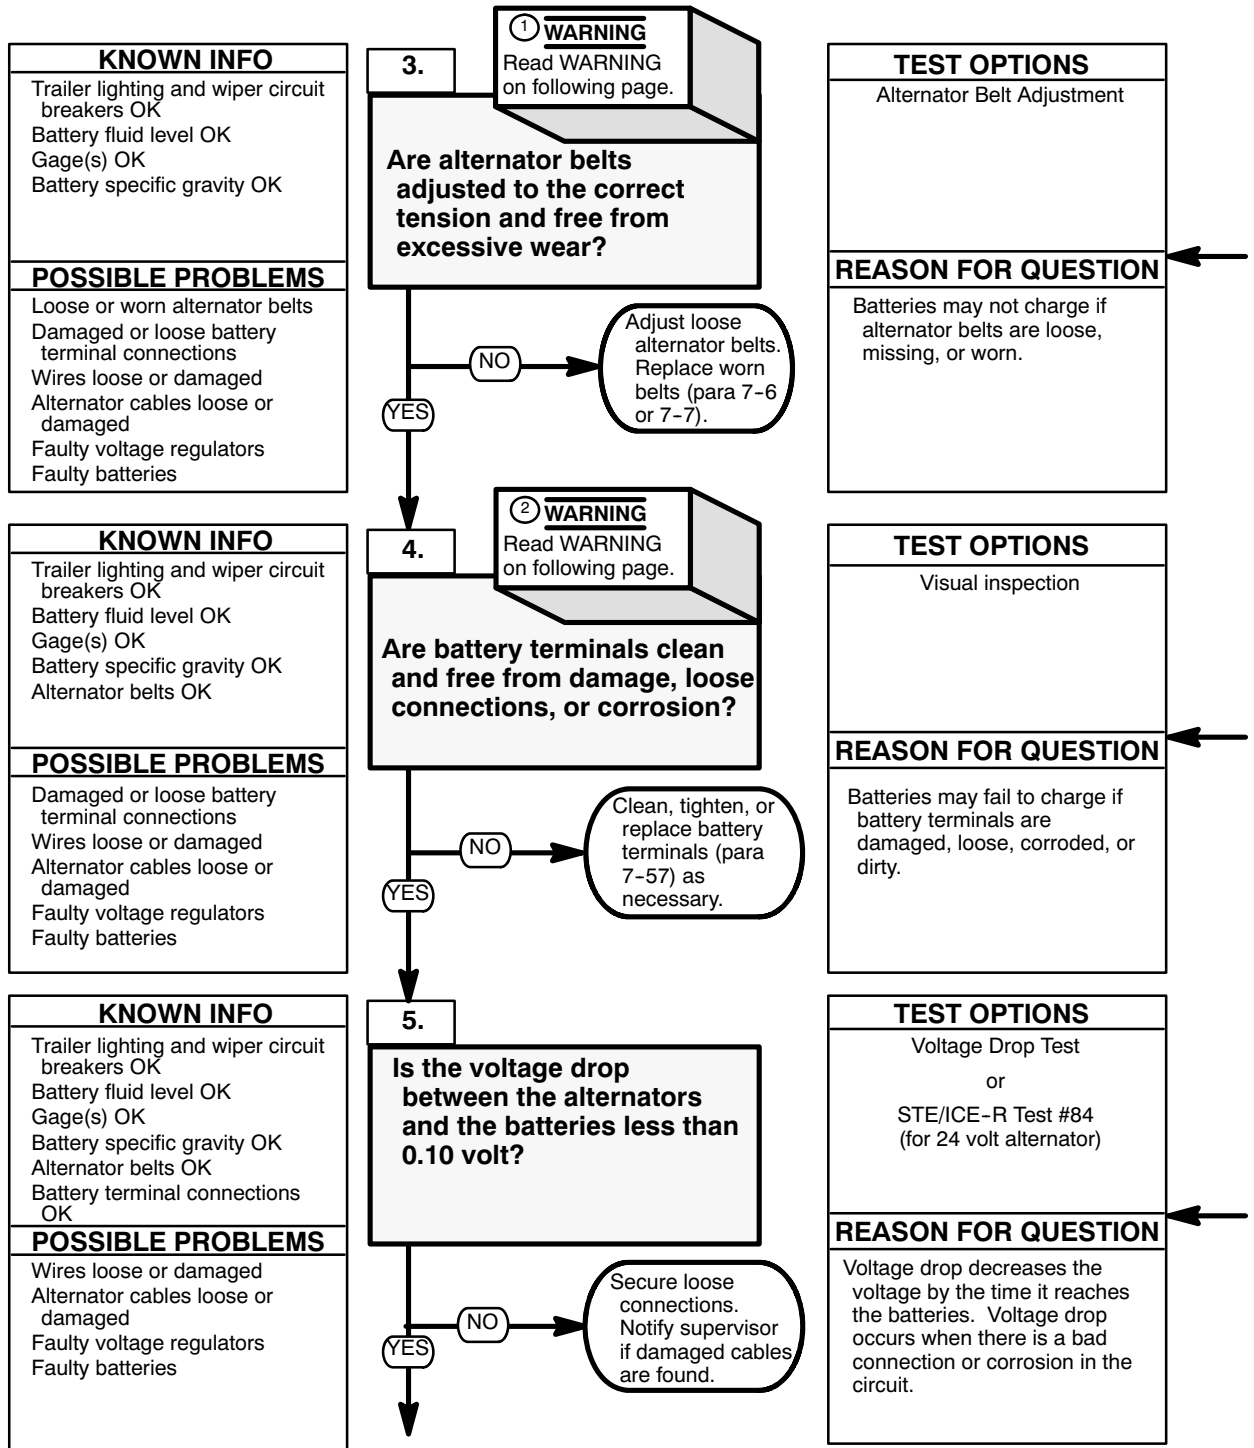 KNOWN INFO
Trailer lighting and wiper circuit
breakers OK
Battery fluid level OK
Gage(s) OK
Battery specific gravity OK
POSSIBLE PROBLEMS
Loose or worn alternator belts
Damaged or loose battery
terminal connections
Wires loose or damaged
Alternator cables loose or
damaged
Faulty voltage regulators
Faulty batteries
3.
1 WARNING
Read WARNING
on following page.
Are alternator belts
adjusted to the correct
tension and free from
excessive wear?
NO
Adjust loose
alternator belts.
Replace worn
belts (para 7-6
or 7-7).
YES
TEST OPTIONS
Alternator Belt Adjustment
REASON FOR QUESTION
Batteries may not charge if
alternator belts are loose,
missing, or worn.
KNOWN INFO
Trailer lighting and wiper circuit
breakers OK
Battery fluid level OK
Gage(s) OK
Battery specific gravity OK
Alternator belts OK
POSSIBLE PROBLEMS
Damaged or loose battery
terminal connections
Wires loose or damaged
Alternator cables loose or
damaged
Faulty voltage regulators
Faulty batteries
4.
2 WARNING
Read WARNING
on following page.
Are battery terminals clean
and free from damage, loose
connections, or corrosion?
NO
Clean, tighten, or
replace battery
terminals (para
7-57) as
necessary.
YES
TEST OPTIONS
Visual inspection
REASON FOR QUESTION
Batteries may fail to charge if
battery terminals are
damaged, loose, corroded, or
dirty.
KNOWN INFO
Trailer lighting and wiper circuit
breakers OK
Battery fluid level OK
Gage(s) OK
Battery specific gravity OK
Alternator belts OK
Battery terminal connections
OK
POSSIBLE PROBLEMS
Wires loose or damaged
Alternator cables loose or
damaged
Faulty voltage regulators
Faulty batteries
5.
Is the voltage drop
between the alternators
and the batteries less than
0.10 volt?
NO
Secure loose
connections.
Notify supervisor
if damaged cables
are found.
YES
TEST OPTIONS
Voltage Drop Test
or
STE/ICE-R Test #84
(for 24 volt alternator)
REASON FOR QUESTION
Voltage drop decreases the
voltage by the time it reaches
the batteries. Voltage drop
occurs when there is a bad
connection or corrosion in the
circuit.